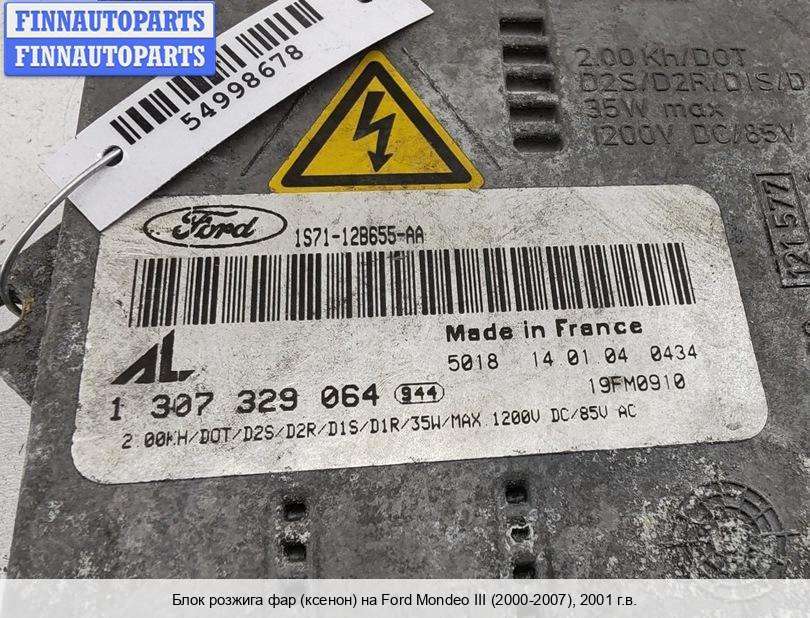 FINNAUTOPARTS
FINNAUTOPARTS
54998678
2.00Kh/DOT
D2S/D2R/D1S/D
35W max
1200V DC/85V
Ford
1S71-12B655-AA
121 577
AL
Made in France
5018 14 01 04 0434
19FM0910
1 307 329 064 944
2.00KH/DOT/D2S/D2R/D1S/D1R/35W/MAX 1200V DC/85V AC
Блок розжига фар (ксенон) на Ford Mondeo III (2000-2007), 2001 г.в.